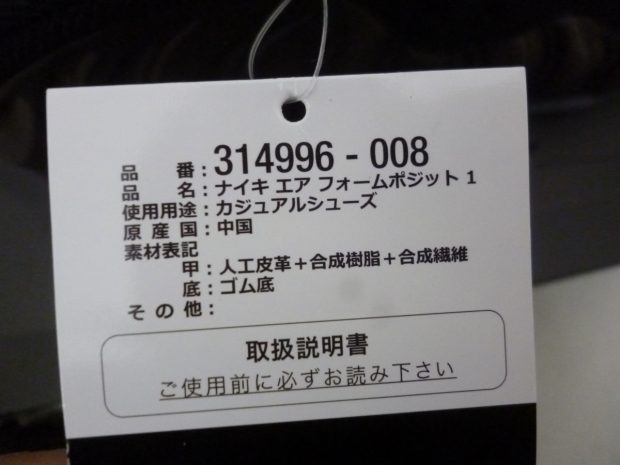 品 番：314996-008
品 名：ナイキ エア フォームポジット 1
使用用途：カジュアルシューズ
原 産 国：中国
素材表記
甲：人工皮革＋合成樹脂＋合成繊維
底：ゴム底
そ の 他：
取扱説明書
ご使用前に必ずお読み下さい